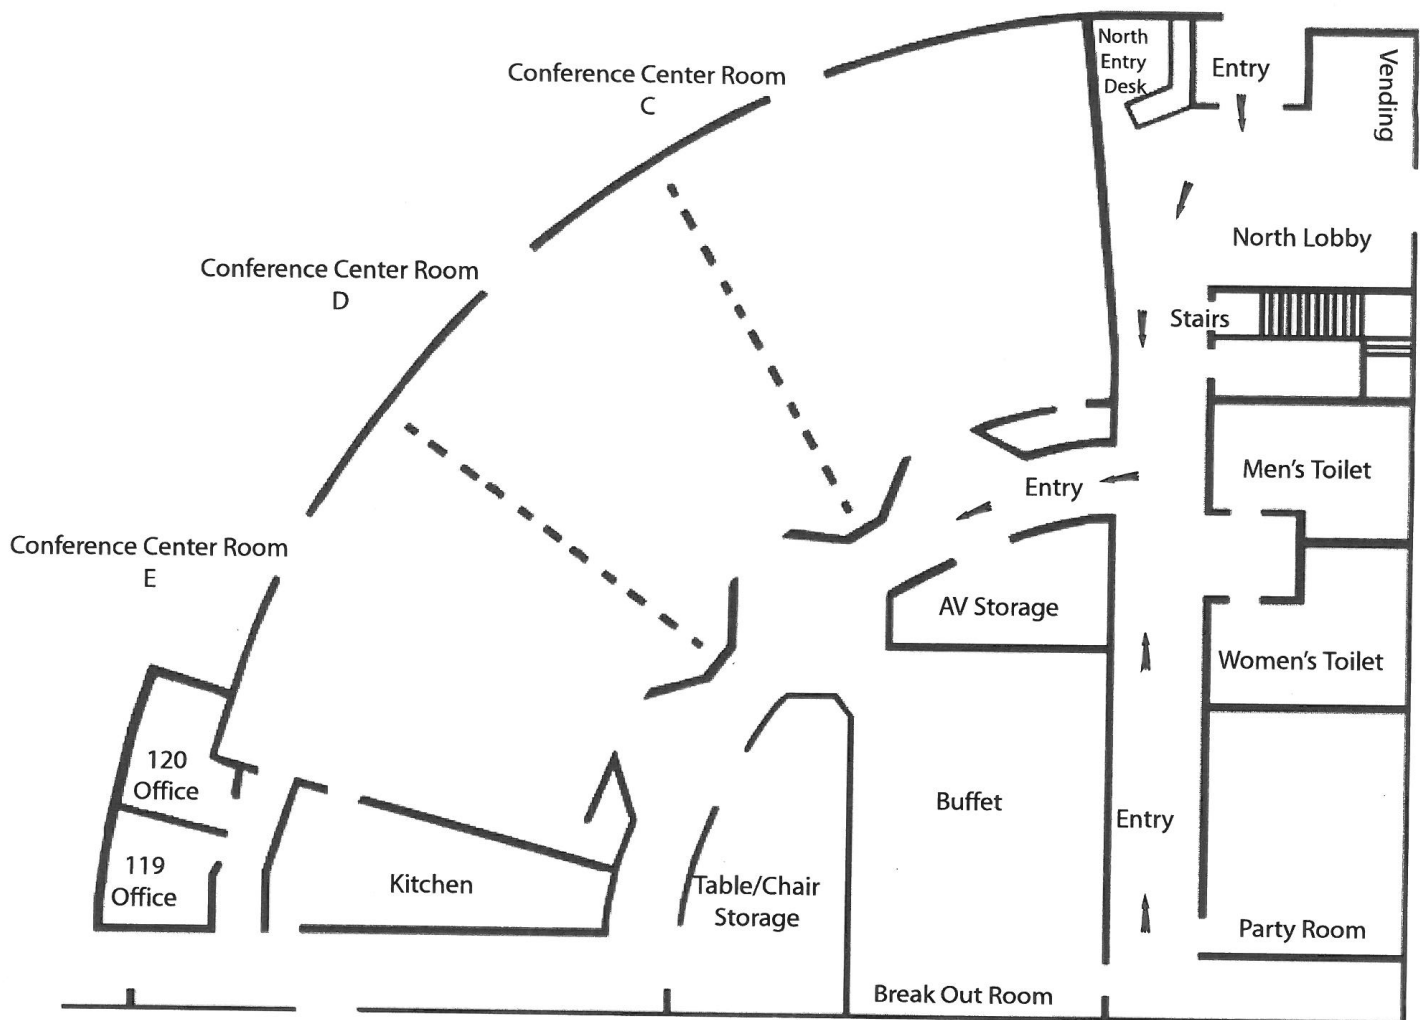 North
Entry
Desk
Entry
Vending
Conference Center Room
C
North Lobby
Conference Center Room
D
Stairs
Men's Toilet
Entry
Conference Center Room
E
AV Storage
Women's Toilet
120
Office
Buffet
Entry
119
Office
Kitchen
Table/Chair
Storage
Party Room
Break Out Room